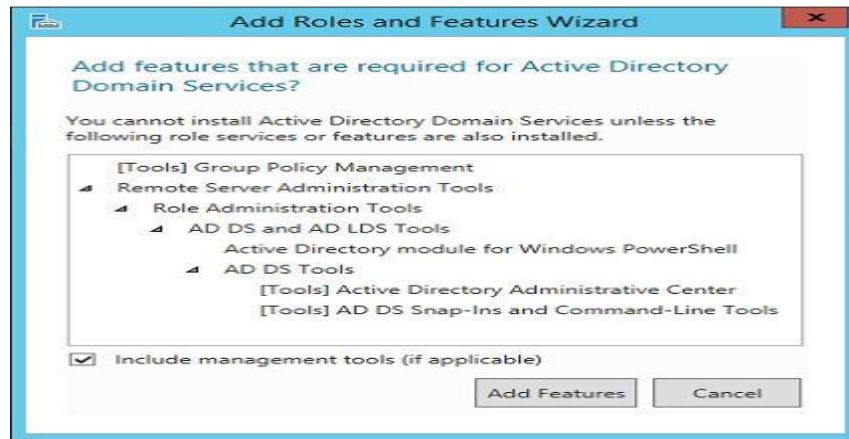 Add Roles and Features Wizard
Add features that are required for Active Directory
Domain Services?
You cannot install Active Directory Domain Services unless the
following role services or features are also installed.
[Tools] Group Policy Management
Remote Server Administration Tools
Role Administration Tools
AD DS and AD LDS Tools
Active Directory module for Windows PowerShell
AD DS Tools
[Tools] Active Directory Administrative Center
[Tools] AD DS Snap-Ins and Command-Line Tools
Include management tools (if applicable)
Add Features
Cancel